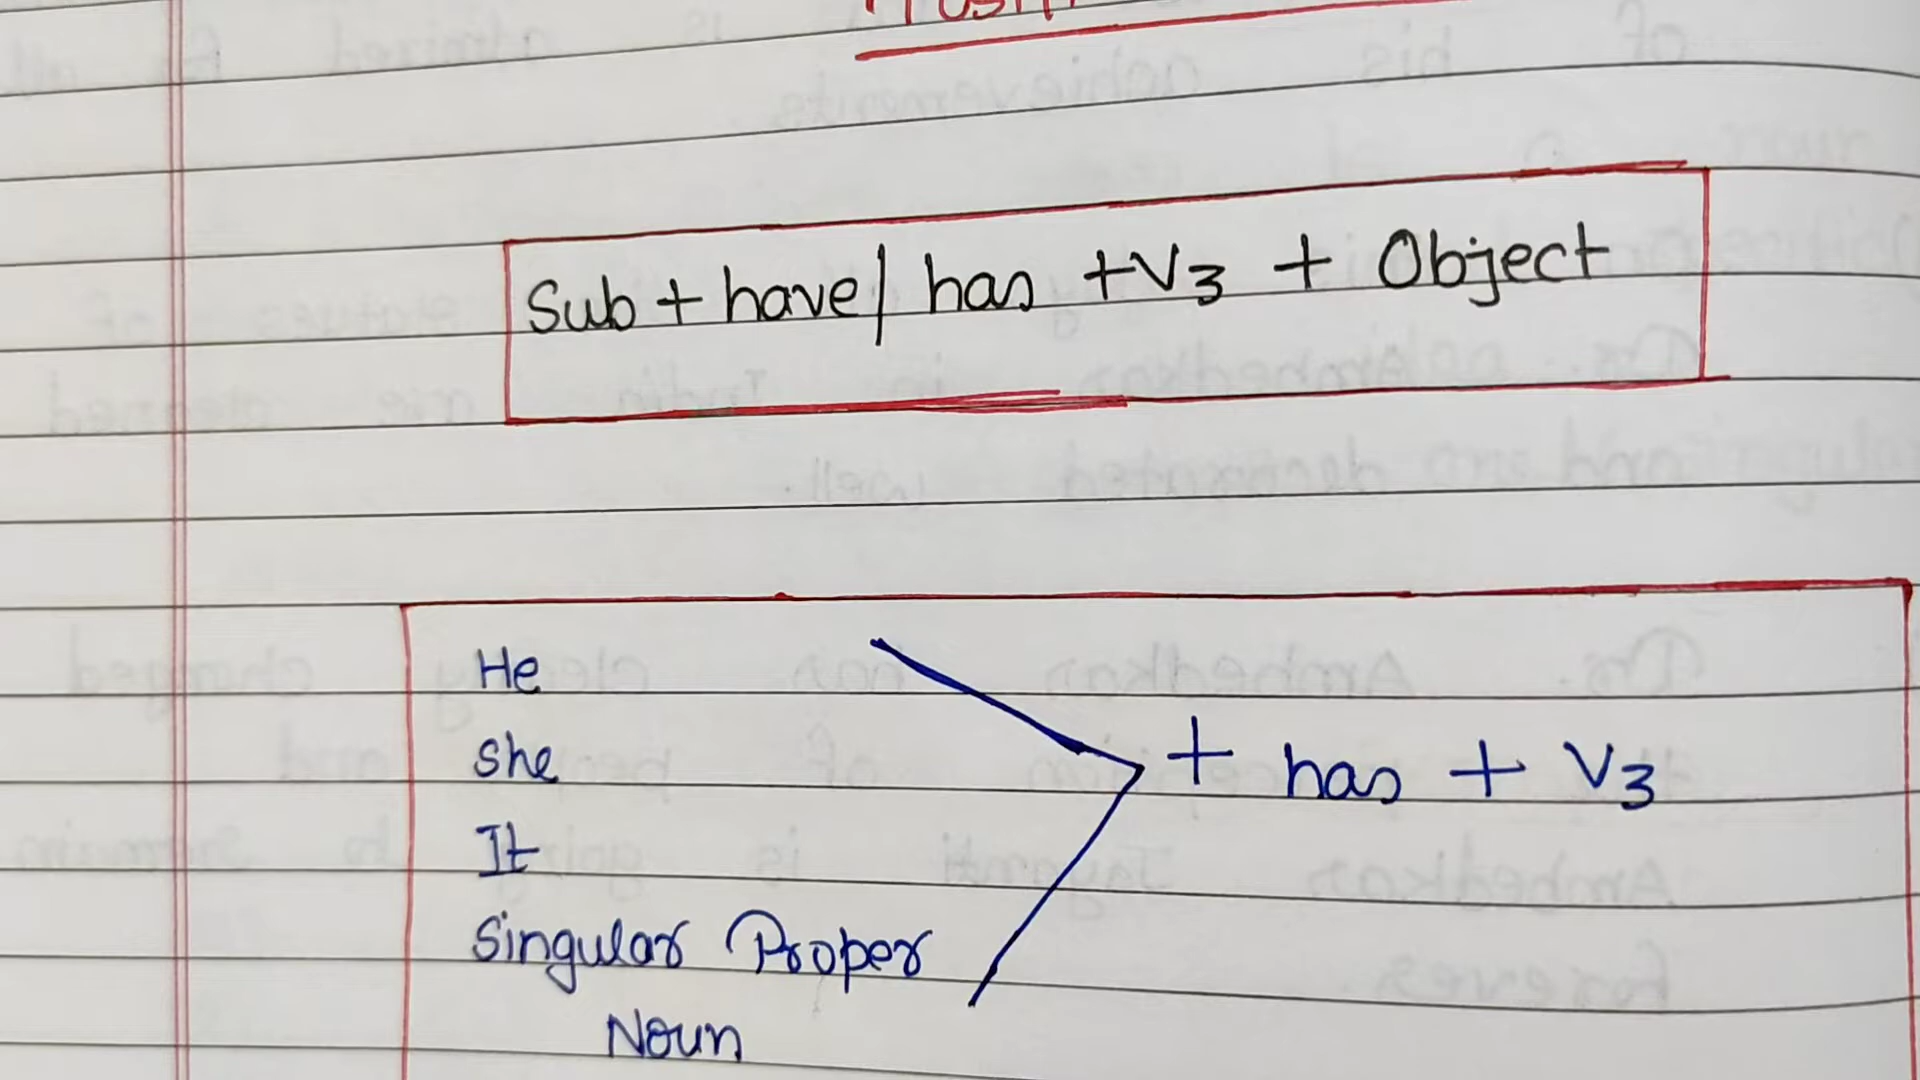 Sub + have/ has + V3 + Object
He
She
It
+ has + V3
Singular Proper
Noun